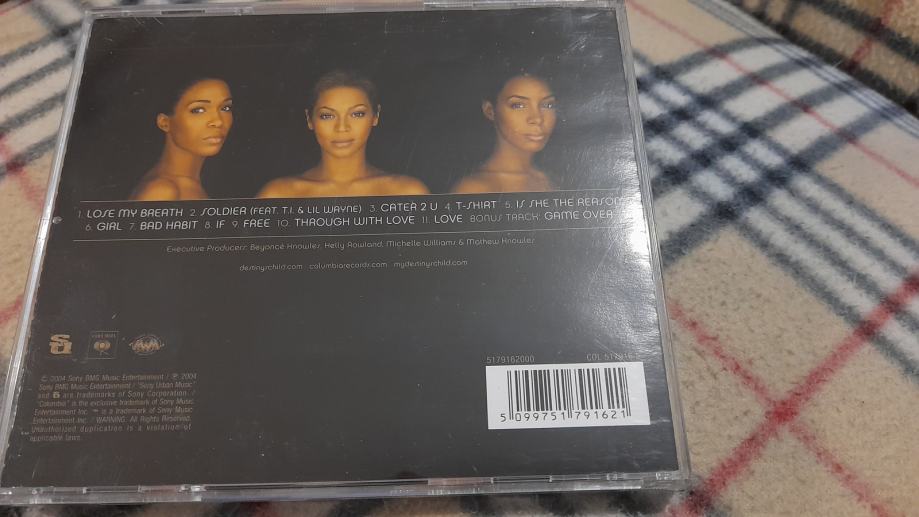 1. LOSE MY BREATH 2. SOLDIER (FEAT. T.I. & LIL WAYNE) 3. CATER 2 U 4. T-SHIRT 5. IS SHE THE REASON
6. GIRL 7. BAD HABIT 8. IF 9. FREE 10. THROUGH WITH LOVE 11. LOVE BONUS TRACK: GAME OVER
Executive Producers: Beyoncé Knowles, Kelly Rowland, Michelle Williams & Mathew Knowles
destinyschild.com columbiarecords.com mydestinyschild.com
5179162000 COL 517916
© 2004 Sony BMG Music Entertainment / ℗ 2004
Sony BMG Music Entertainment / "Sony Urban Music"
and are trademarks of Sony Corporation /
"Columbia" is the exclusive trademark of Sony Music
Entertainment Inc. ™ is a trademark of Sony Music
Entertainment Inc. / WARNING: All Rights Reserved.
Unauthorized duplication is a violation of
applicable laws.
5 099751 791621